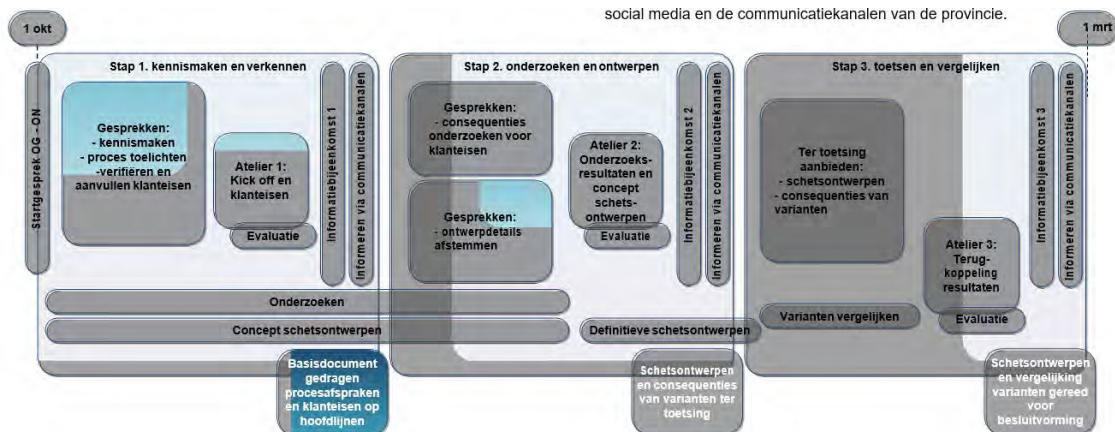 social media en de communicatiekanalen van de provincie.
1 okt
1 mrt
Startgesprek OG - ON
Stap 1. kennismaken en verkennen
Gesprekken:
- kennismaken
- proces toelichten
-verifiëren en
aanvullen klanteisen
Atelier 1:
Kick off en
klanteisen
Evaluatie
Informatiebijeenkomst 1
Informeren via communicatiekanalen
Stap 2. onderzoeken en ontwerpen
Gesprekken:
- consequenties
onderzoeken voor
klanteisen
Gesprekken:
- ontwerpdetails
afstemmen
Atelier 2:
Onderzoeks-
resultaten en
concept
schets-
ontwerpen
Evaluatie
Informatiebijeenkomst 2
Informeren via communicatiekanalen
Stap 3. toetsen en vergelijken
Ter toetsing
aanbieden:
- schetsontwerpen
- consequenties van
varianten
Atelier 3:
Terug-
koppeling
resultaten
Evaluatie
Informatiebijeenkomst 3
Informeren via communicatiekanalen
Onderzoeken
Concept schetsontwerpen
Definitieve schetsontwerpen
Varianten vergelijken
Basisdocument
gedragen
procesafspraken
en klanteisen op
hoofdlijnen
Schetsontwerpen
en consequenties
van varianten ter
toetsing
Schetsontwerpen
en vergelijking
varianten gereed
voor
besluitvorming